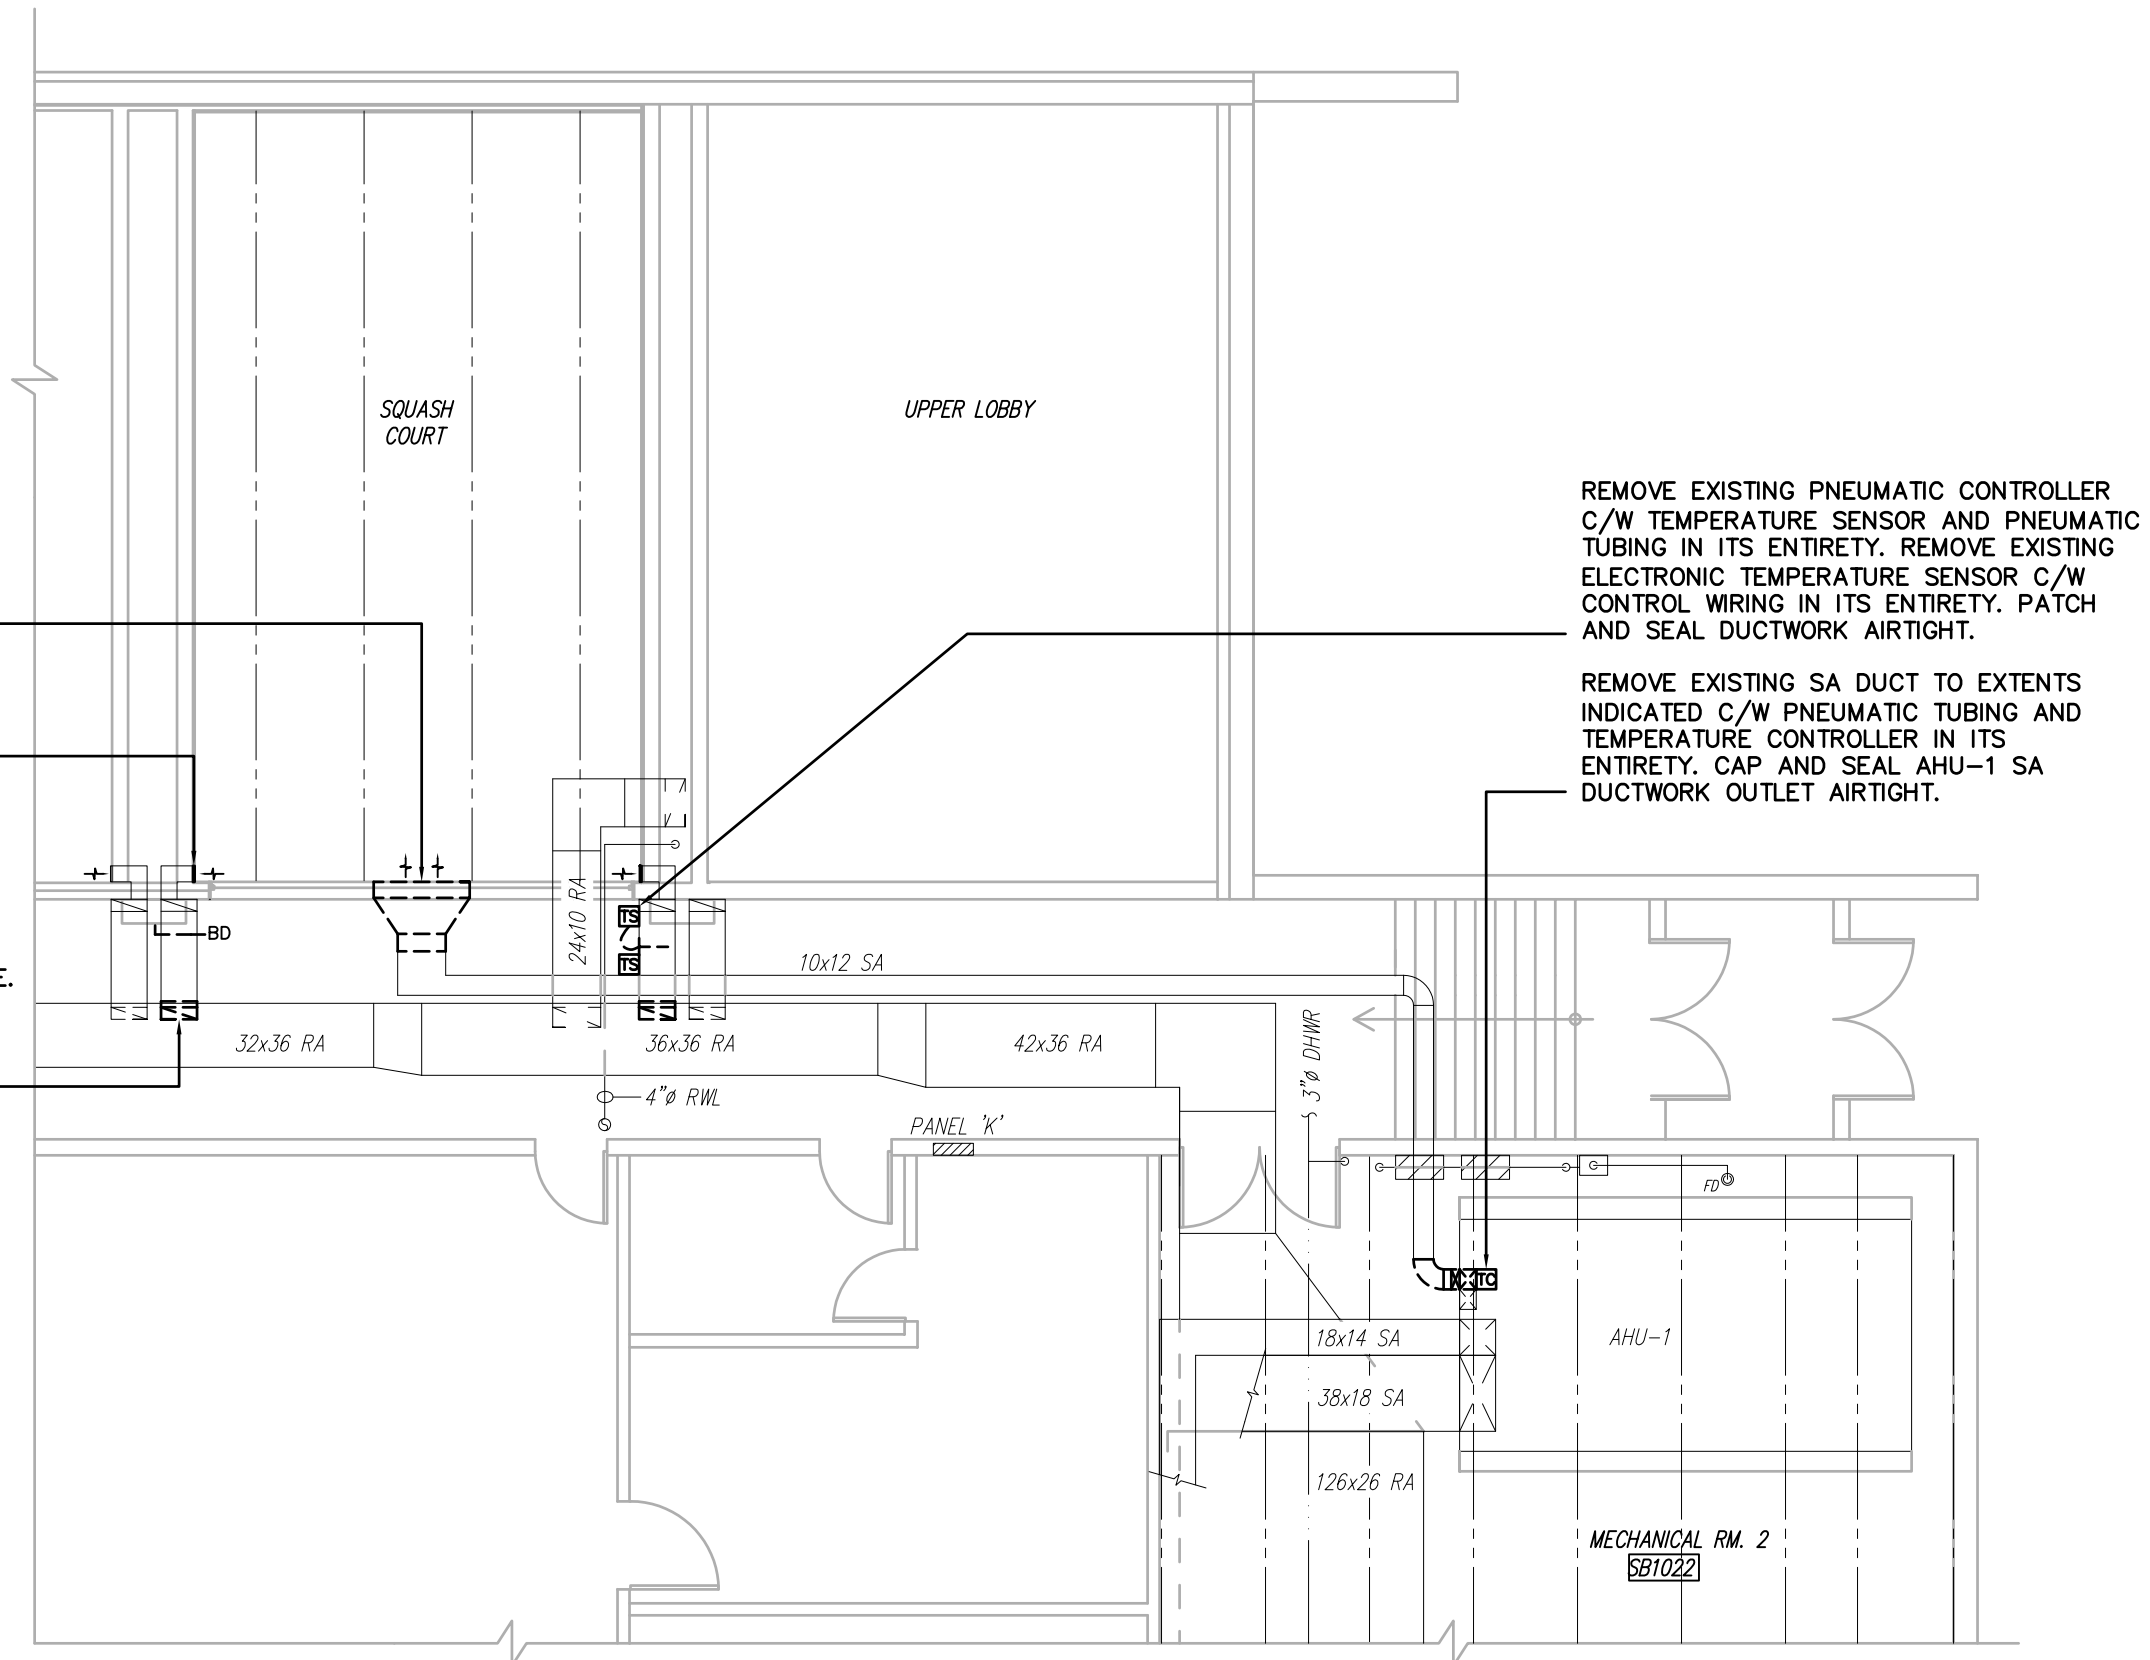 SQUASH
COURT
UPPER LOBBY
REMOVE EXISTING PNEUMATIC CONTROLLER
C/W TEMPERATURE SENSOR AND PNEUMATIC
TUBING IN ITS ENTIRETY. REMOVE EXISTING
ELECTRONIC TEMPERATURE SENSOR C/W
CONTROL WIRING IN ITS ENTIRETY. PATCH
AND SEAL DUCTWORK AIRTIGHT.
REMOVE EXISTING SA DUCT TO EXTENTS
INDICATED C/W PNEUMATIC TUBING AND
TEMPERATURE CONTROLLER IN ITS
ENTIRETY. CAP AND SEAL AHU-1 SA
DUCTWORK OUTLET AIRTIGHT.
24x10 RA
TS
BD
TS
10x12 SA
E.
32x36 RA
36x36 RA
42x36 RA
3"ø DHWR
4"ø RWL
PANEL 'K'
FD
TC
18x14 SA
AHU-1
38x18 SA
126x26 RA
MECHANICAL RM. 2
SB1022